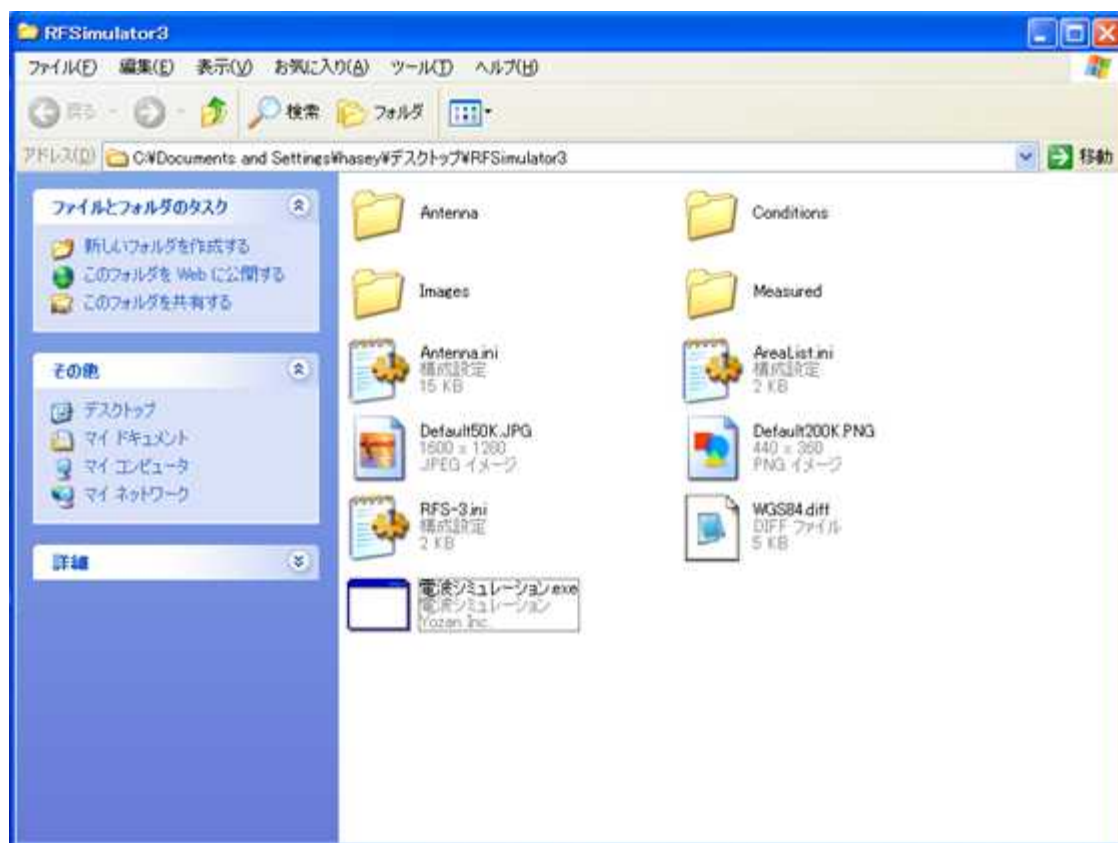 RFSimulator3
ファイル(F) 編集(E) 表示(V) お気に入り(A) ツール(T) ヘルプ(H)
戻る 検索 フォルダ
アドレス(D) C:¥Documents and Settings¥hasey¥デスクトップ¥RFSimulator3 移動
ファイルとフォルダのタスク
新しいフォルダを作成する
このフォルダを Web に公開する
このフォルダを共有する
その他
デスクトップ
マイ ドキュメント
マイ コンピュータ
マイ ネットワーク
詳細
Antenna
Conditions
Images
Measured
Antenna.ini
構成設定
15 KB
AreaList.ini
構成設定
2 KB
Default50K.JPG
1600 x 1280
JPEG イメージ
Default200K.PNG
440 x 360
PNG イメージ
RFS-3.ini
構成設定
2 KB
WGS84.diff
DIFF ファイル
5 KB
電波シミュレーション.exe
電波シミュレーション
Yozan Inc.